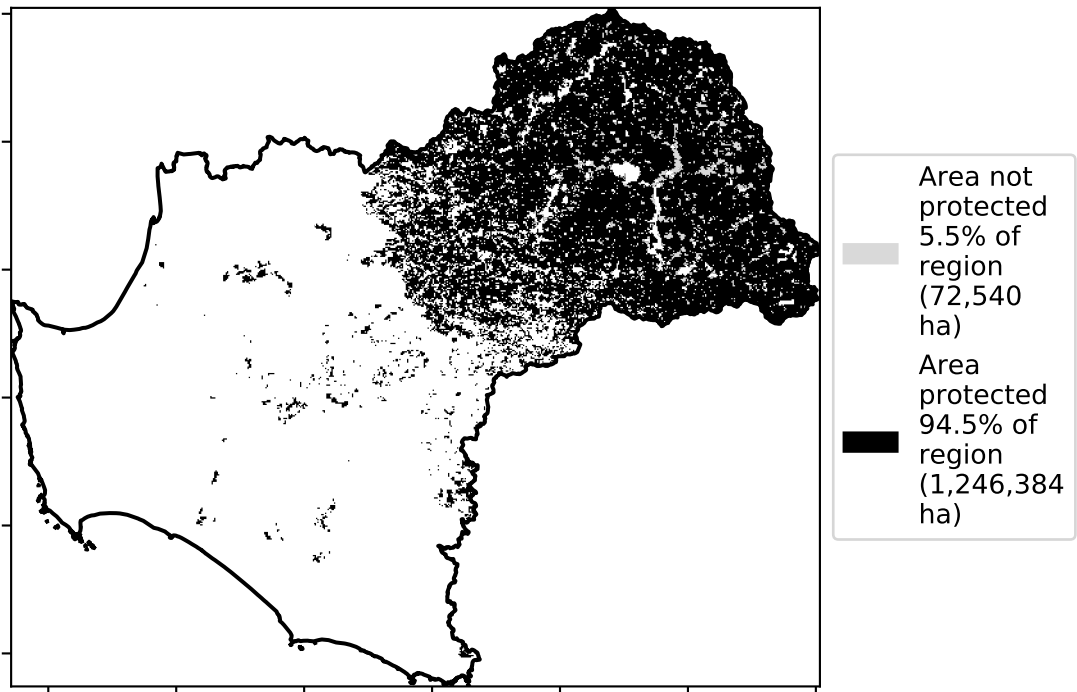 Area not
protected
5.5% of
region
(72,540
ha)
Area
protected
94.5% of
region
(1,246,384
ha)